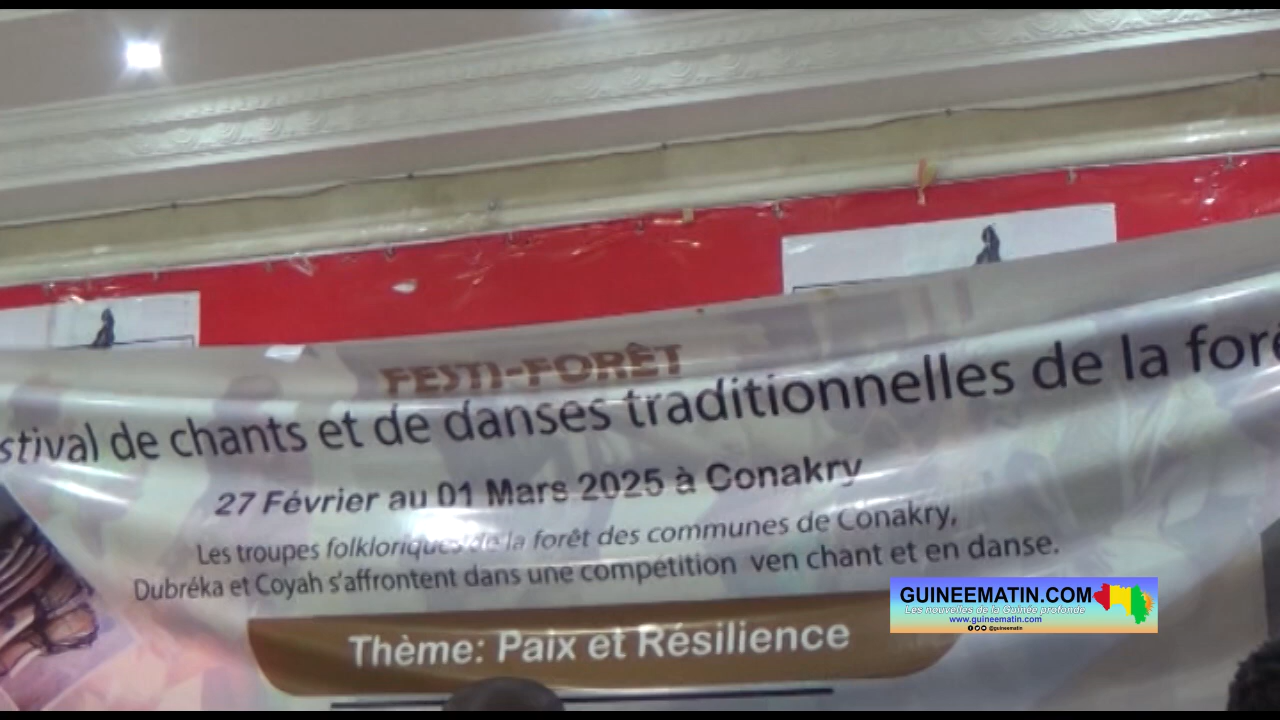 FESTI-FORÊT
stival de chants et de danses traditionnelles de la forê
27 Février au 01 Mars 2025 à Conakry
Les troupes folkloriques de la forêt des communes de Conakry,
Dubréka et Coyah s'affrontent dans une compétition ven chant et en danse.
Thème: Paix et Résilience
GUINEEMATIN.COM
Les nouvelles de la Guinée profonde
www.guineematin.com
@guineematin